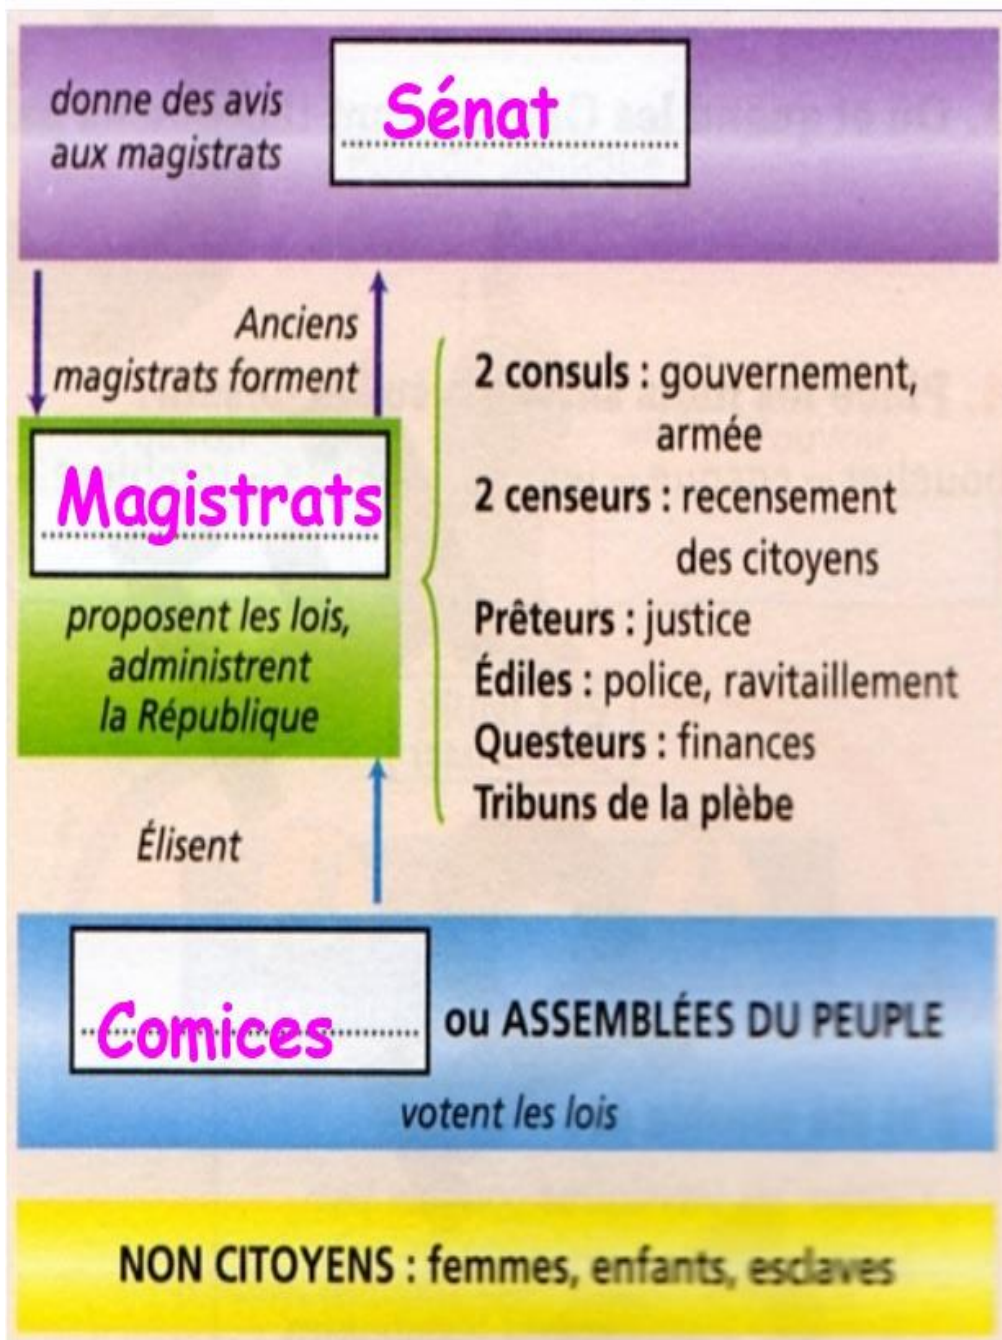 donne des avis
aux magistrats
Sénat
Anciens
magistrats forment
Magistrats
proposent les lois,
administrent
la République
2 consuls : gouvernement,
armée
2 censeurs : recensement
des citoyens
Prêteurs : justice
Édiles : police, ravitaillement
Questeurs : finances
Tribuns de la plèbe
Élisent
Comices
ou ASSEMBLÉES DU PEUPLE
votent les lois
NON CITOYENS : femmes, enfants, esclaves